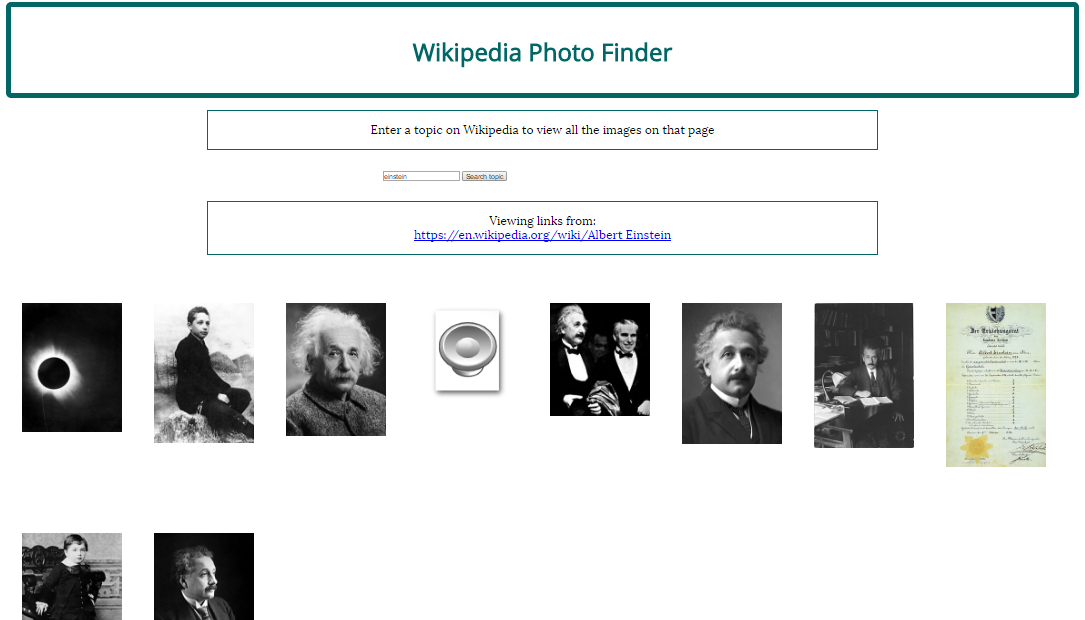 Wikipedia Photo Finder
Enter a topic on Wikipedia to view all the images on that page
einstein
Search topic
Viewing links from:
https://en.wikipedia.org/wiki/Albert Einstein